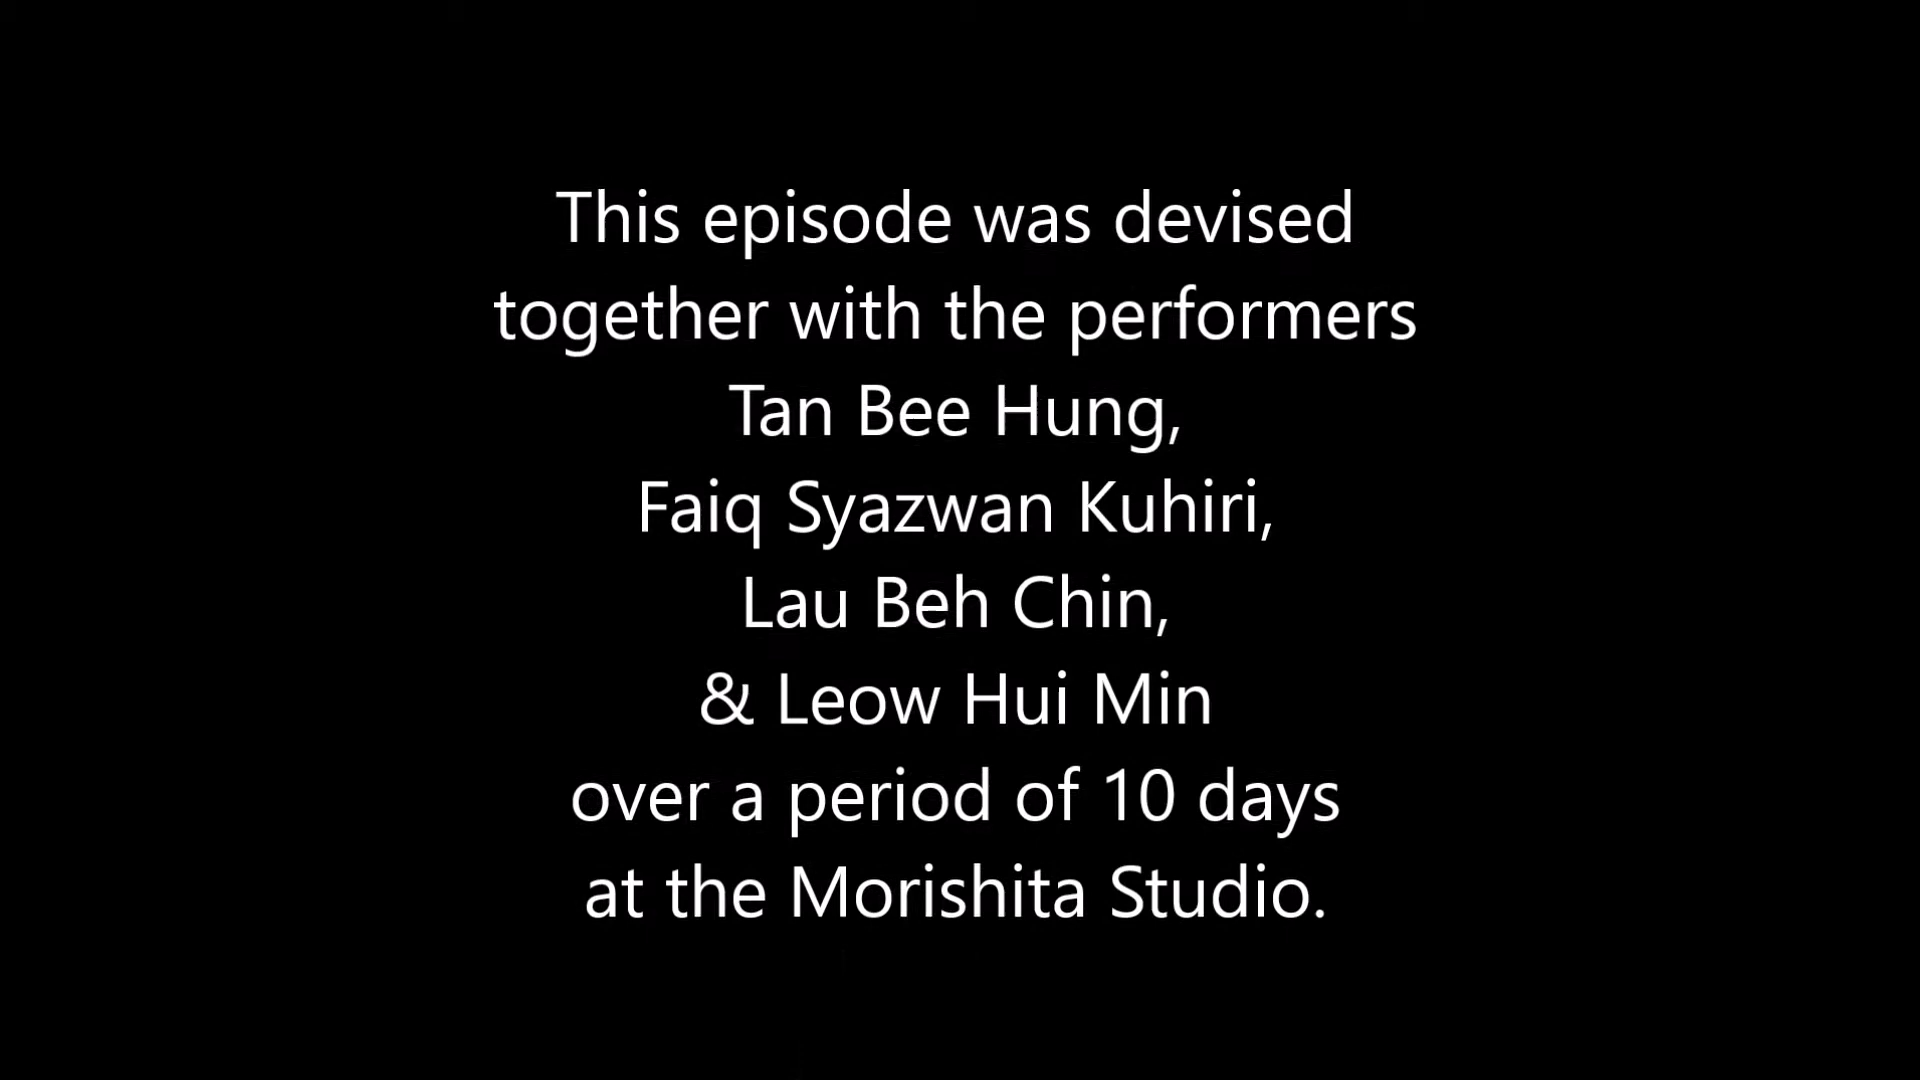 This episode was devised
together with the performers
Tan Bee Hung,
Faiq Syazwan Kuhiri,
Lau Beh Chin,
& Leow Hui Min
over a period of 10 days
at the Morishita Studio.